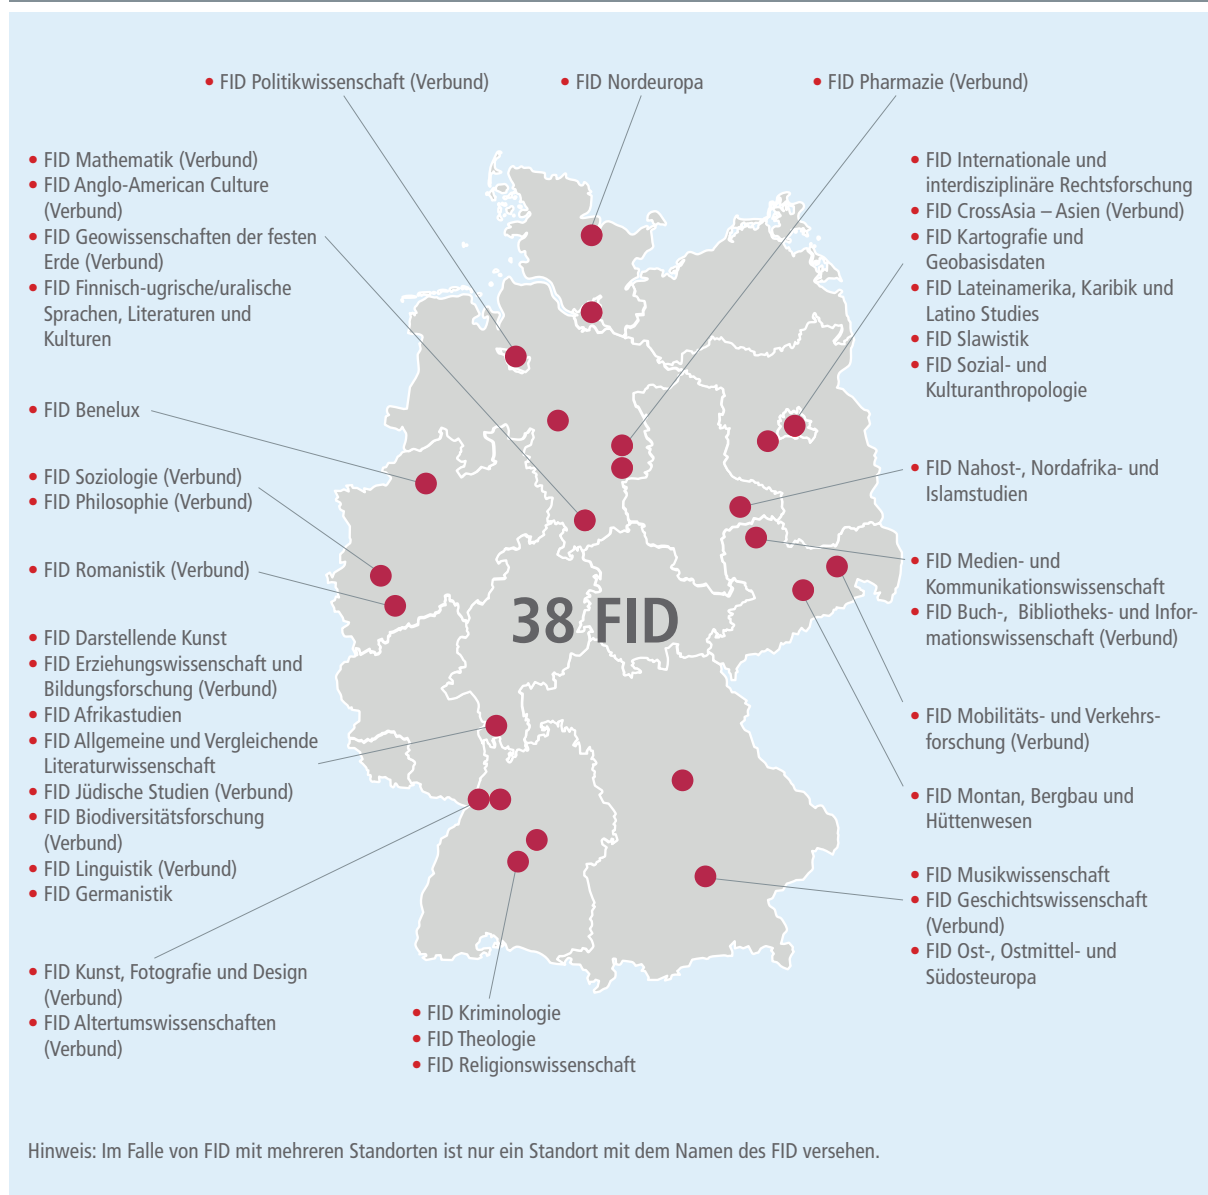 • FID Politikwissenschaft (Verbund)
• FID Nordeuropa
• FID Pharmazie (Verbund)
• FID Mathematik (Verbund)
• FID Anglo-American Culture
(Verbund)
• FID Geowissenschaften der festen
Erde (Verbund)
• FID Finnisch-ugrische/uralische
Sprachen, Literaturen und
Kulturen
• FID Benelux
• FID Soziologie (Verbund)
• FID Philosophie (Verbund)
• FID Romanistik (Verbund)
• FID Darstellende Kunst
• FID Erziehungswissenschaft und
Bildungsforschung (Verbund)
• FID Afrikastudien
• FID Allgemeine und Vergleichende
Literaturwissenschaft
• FID Jüdische Studien (Verbund)
• FID Biodiversitätsforschung
(Verbund)
• FID Linguistik (Verbund)
• FID Germanistik
• FID Kunst, Fotografie und Design
(Verbund)
• FID Altertumswissenschaften
(Verbund)
38 FID
• FID Kriminologie
• FID Theologie
• FID Religionswissenschaft
• FID Internationale und
interdisziplinäre Rechtsforschung
• FID CrossAsia – Asien (Verbund)
• FID Kartografie und
Geobasisdaten
• FID Lateinamerika, Karibik und
Latino Studies
• FID Slawistik
• FID Sozial- und
Kulturanthropologie
• FID Nahost-, Nordafrika- und
Islamstudien
• FID Medien- und
Kommunikationswissenschaft
• FID Buch-, Bibliotheks- und Infor-
mationswissenschaft (Verbund)
• FID Mobilitäts- und Verkehrs-
forschung (Verbund)
• FID Montan, Bergbau und
Hüttenwesen
• FID Musikwissenschaft
• FID Geschichtswissenschaft
(Verbund)
• FID Ost-, Ostmittel- und
Südosteuropa
Hinweis: Im Falle von FID mit mehreren Standorten ist nur ein Standort mit dem Namen des FID versehen.